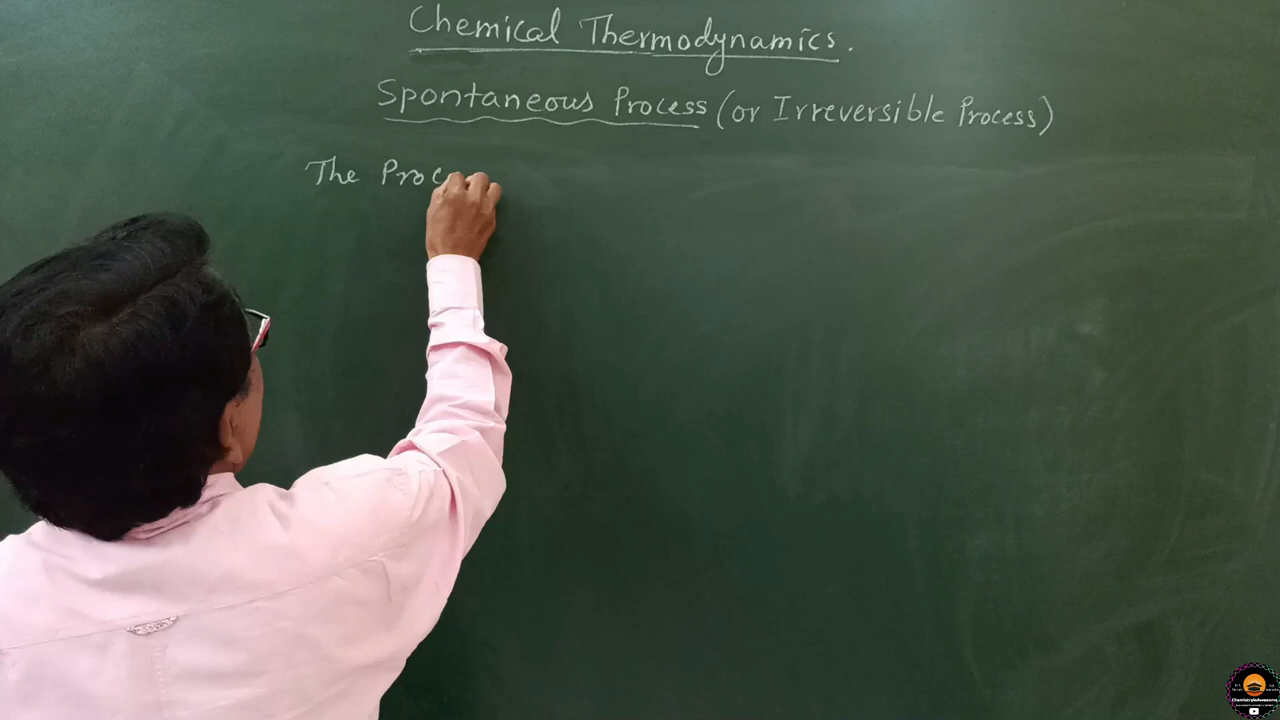 Chemical Thermodynamics.
Spontaneous Process (or Irreversible Process)
The Proc